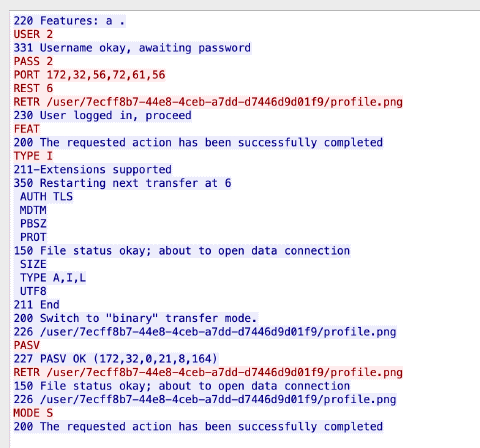 220 Features: a .
USER 2
331 Username okay, awaiting password
PASS 2
PORT 172,32,56,72,61,56
REST 6
RETR /user/7ecff8b7-44e8-4ceb-a7dd-d7446d9d01f9/profile.png
230 User logged in, proceed
FEAT
200 The requested action has been successfully completed
TYPE I
211-Extensions supported
350 Restarting next transfer at 6
 AUTH TLS
 MDTM
 PBSZ
 PROT
150 File status okay; about to open data connection
 SIZE
 TYPE A,I,L
 UTF8
211 End
200 Switch to "binary" transfer mode.
226 /user/7ecff8b7-44e8-4ceb-a7dd-d7446d9d01f9/profile.png
PASV
227 PASV OK (172,32,0,21,8,164)
RETR /user/7ecff8b7-44e8-4ceb-a7dd-d7446d9d01f9/profile.png
150 File status okay; about to open data connection
226 /user/7ecff8b7-44e8-4ceb-a7dd-d7446d9d01f9/profile.png
MODE S
200 The requested action has been successfully completed